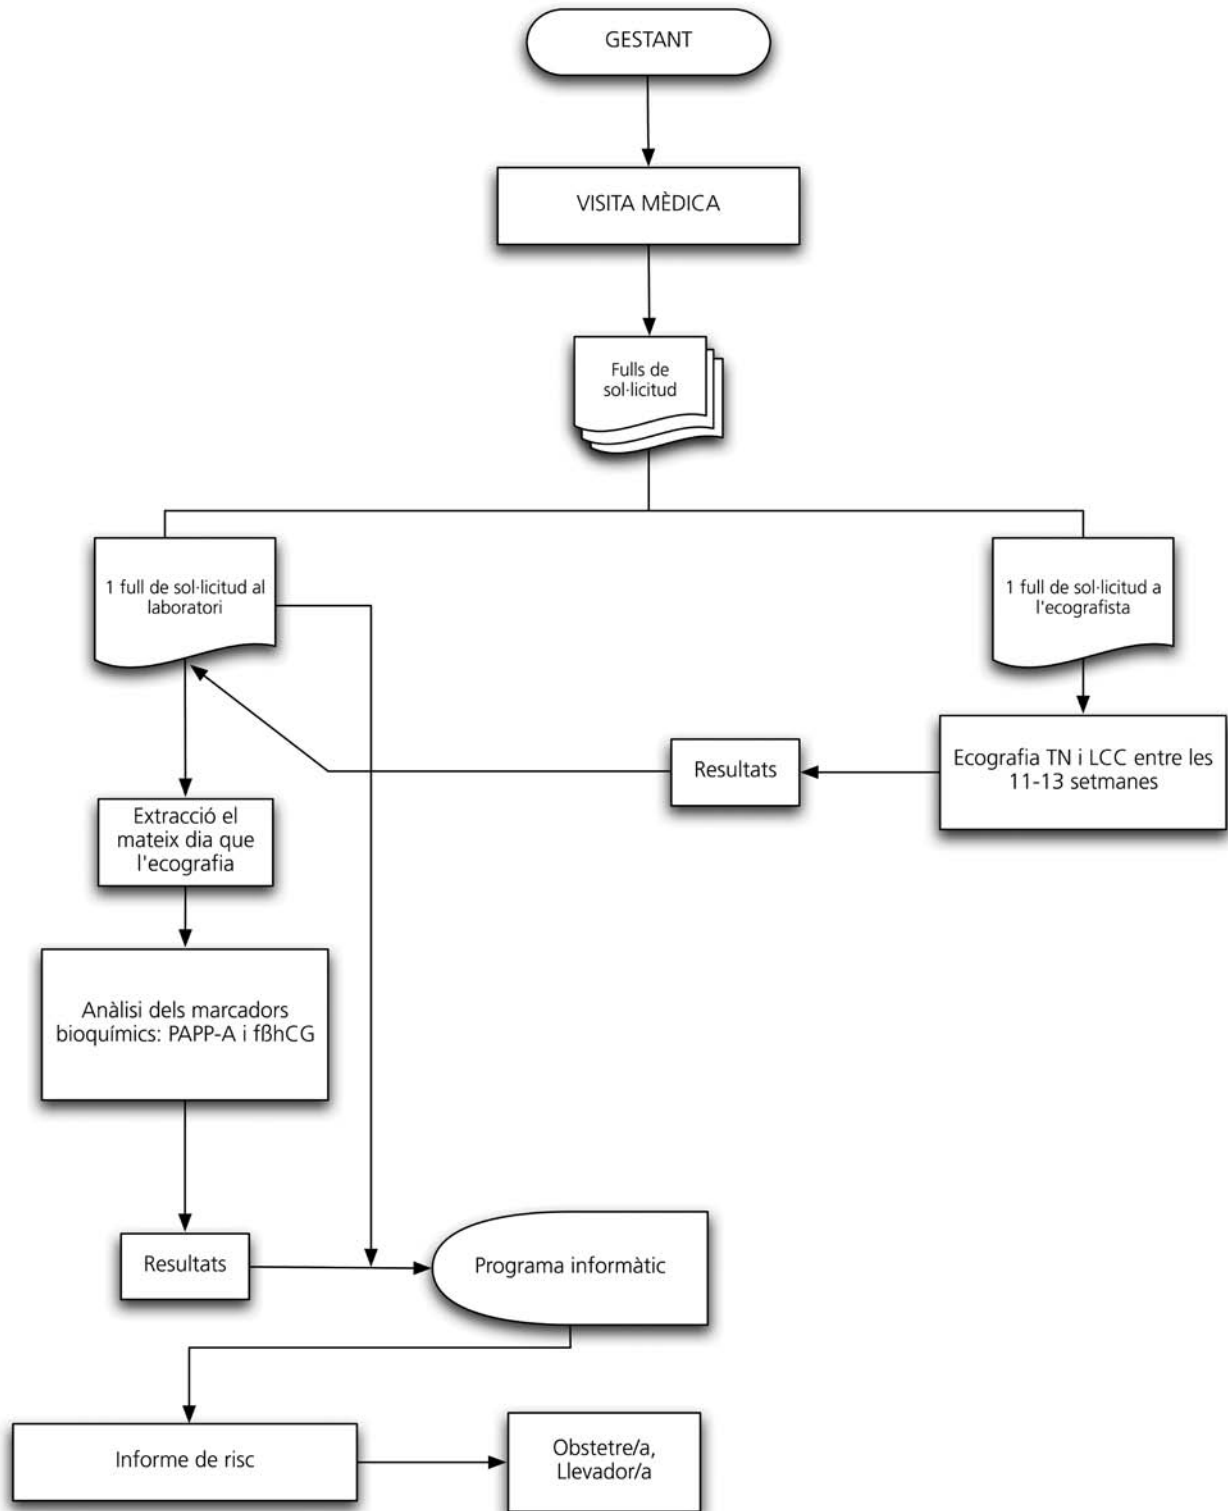 GESTANT
VISITA MÈDICA
Fulls de
sol·licitud
1 full de sol·licitud al
laboratori
1 full de sol·licitud a
l'ecografista
Ecografia TN i LCC entre les
11-13 setmanes
Resultats
Extracció el
mateix dia que
l'ecografia
Anàlisi dels marcadors
bioquímics: PAPP-A i fßhCG
Resultats
Programa informàtic
Informe de risc
Obstetre/a,
Llevador/a